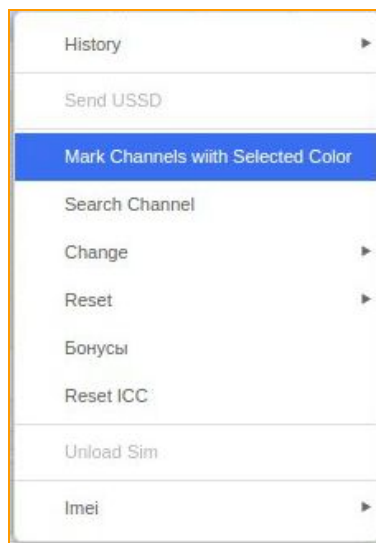 History
Send USSD
Mark Channels wiith Selected Color
Search Channel
Change
Reset
Бонусы
Reset ICC
Unload Sim
Imei